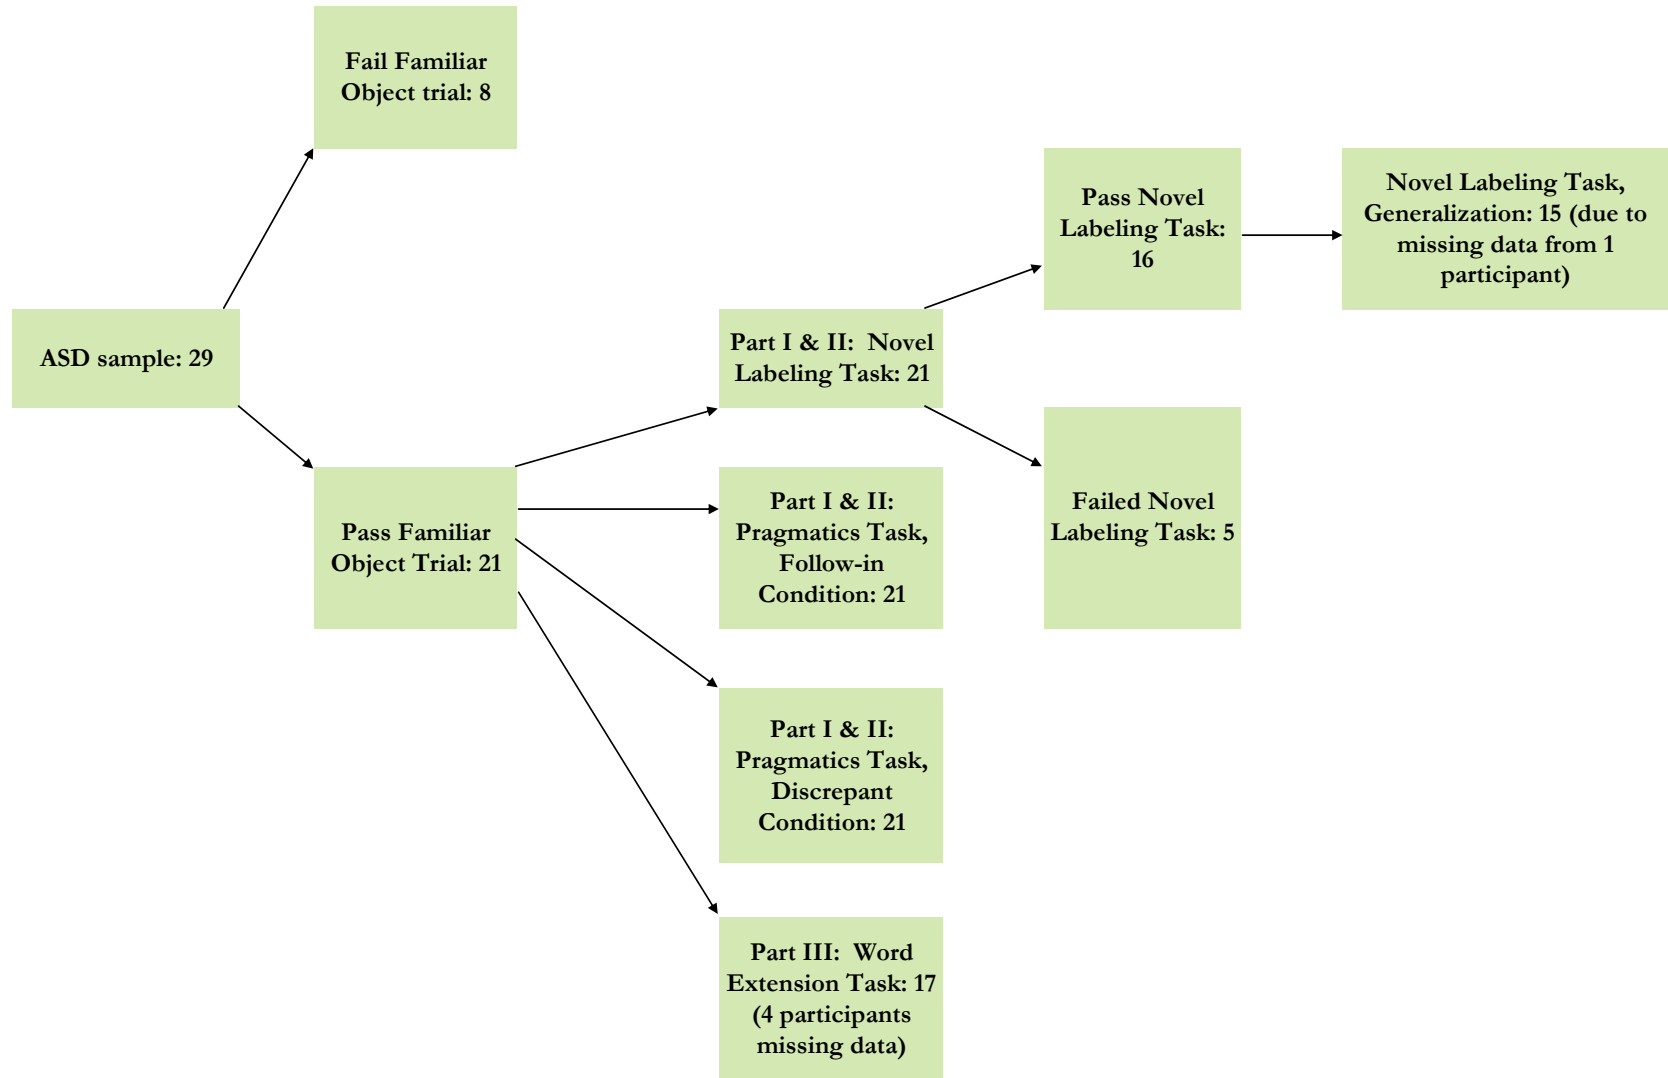 Fail Familiar
Object trial: 8
ASD sample: 29
Pass Familiar
Object Trial: 21
Part I & II:  Novel
Labeling Task: 21
Part I & II:
Pragmatics Task,
Follow-in
Condition: 21
Part I & II:
Pragmatics Task,
Discrepant
Condition: 21
Part III:  Word
Extension Task: 17
(4 participants
missing data)
Pass Novel
Labeling Task:
16
Failed Novel
Labeling Task: 5
Novel Labeling Task,
Generalization: 15 (due to
missing data from 1
participant)